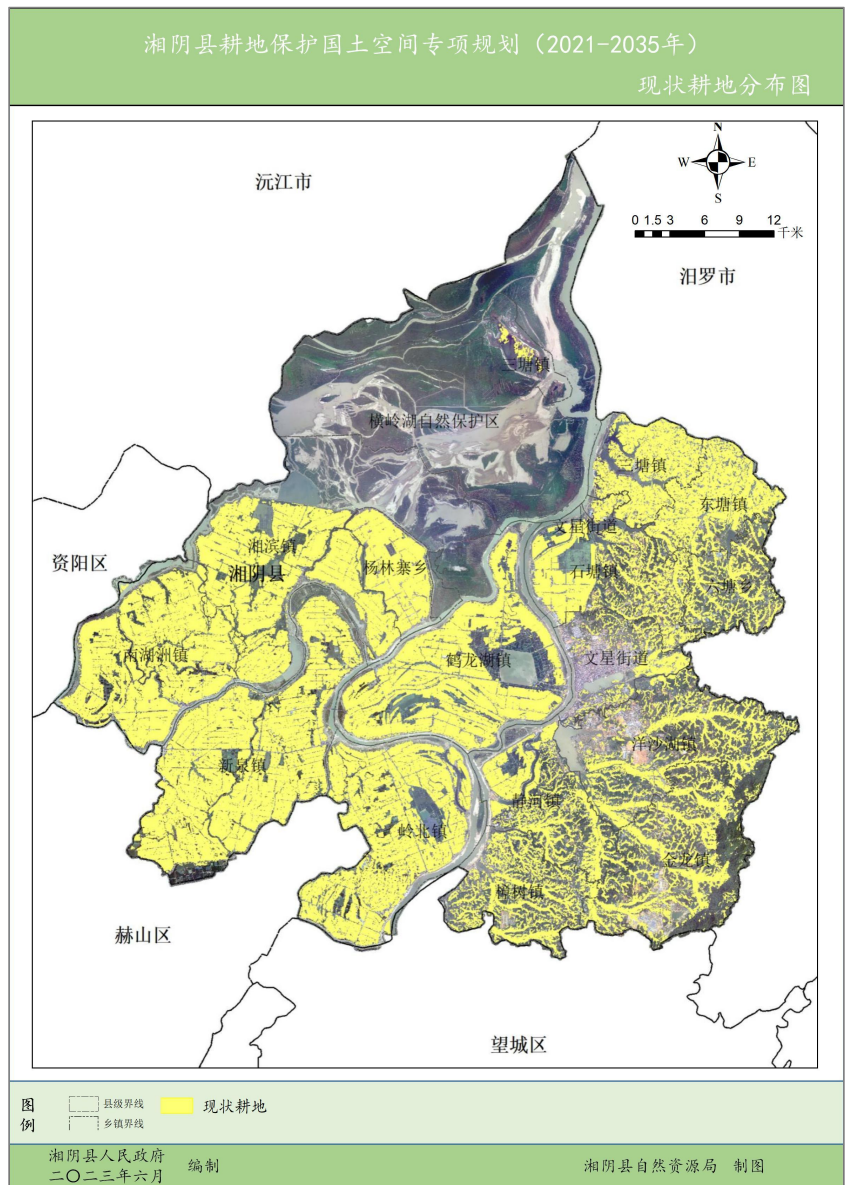 湘阴县耕地保护国土空间专项规划（2021-2035年）
现状耕地分布图
N
W
E
S
沅江市
0 1.5 3 6 9 12
千米
汨罗市
三塘镇
横岭湖自然保护区
三塘镇
东塘镇
文星街道
湘滨镇
资阳区
杨林寨乡
石塘镇
湘阴县
六塘乡
南湖洲镇
鹤龙湖镇
文星街道
洋沙湖镇
新泉镇
静河镇
岭北镇
金龙镇
樟树镇
赫山区
望城区
图例
县级界线
现状耕地
乡镇界线
湘阴县人民政府
二〇二三年六月
编制
湘阴县自然资源局 制图